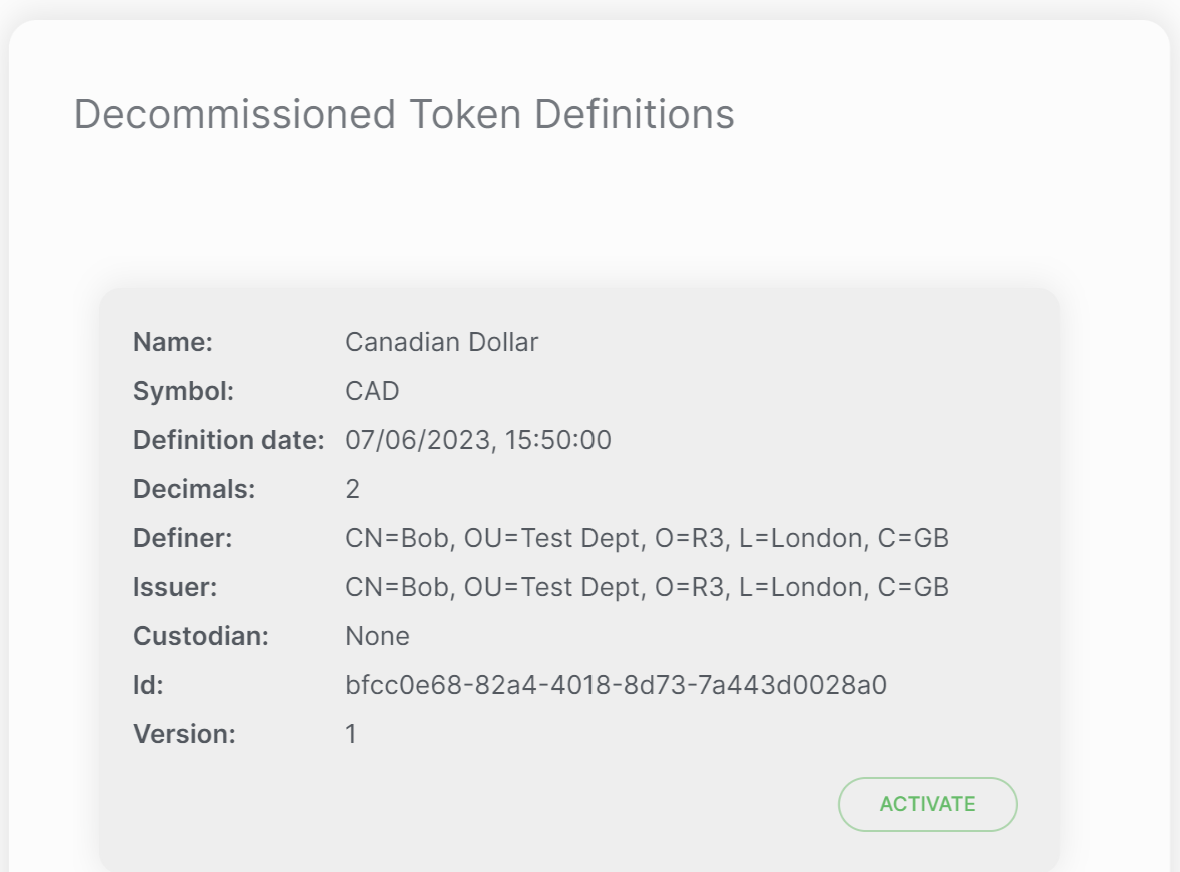 Decommissioned Token Definitions
Name: Canadian Dollar
Symbol: CAD
Definition date: 07/06/2023, 15:50:00
Decimals: 2
Definer: CN=Bob, OU=Test Dept, O=R3, L=London, C=GB
Issuer: CN=Bob, OU=Test Dept, O=R3, L=London, C=GB
Custodian: None
Id: bfcc0e68-82a4-4018-8d73-7a443d0028a0
Version: 1
ACTIVATE